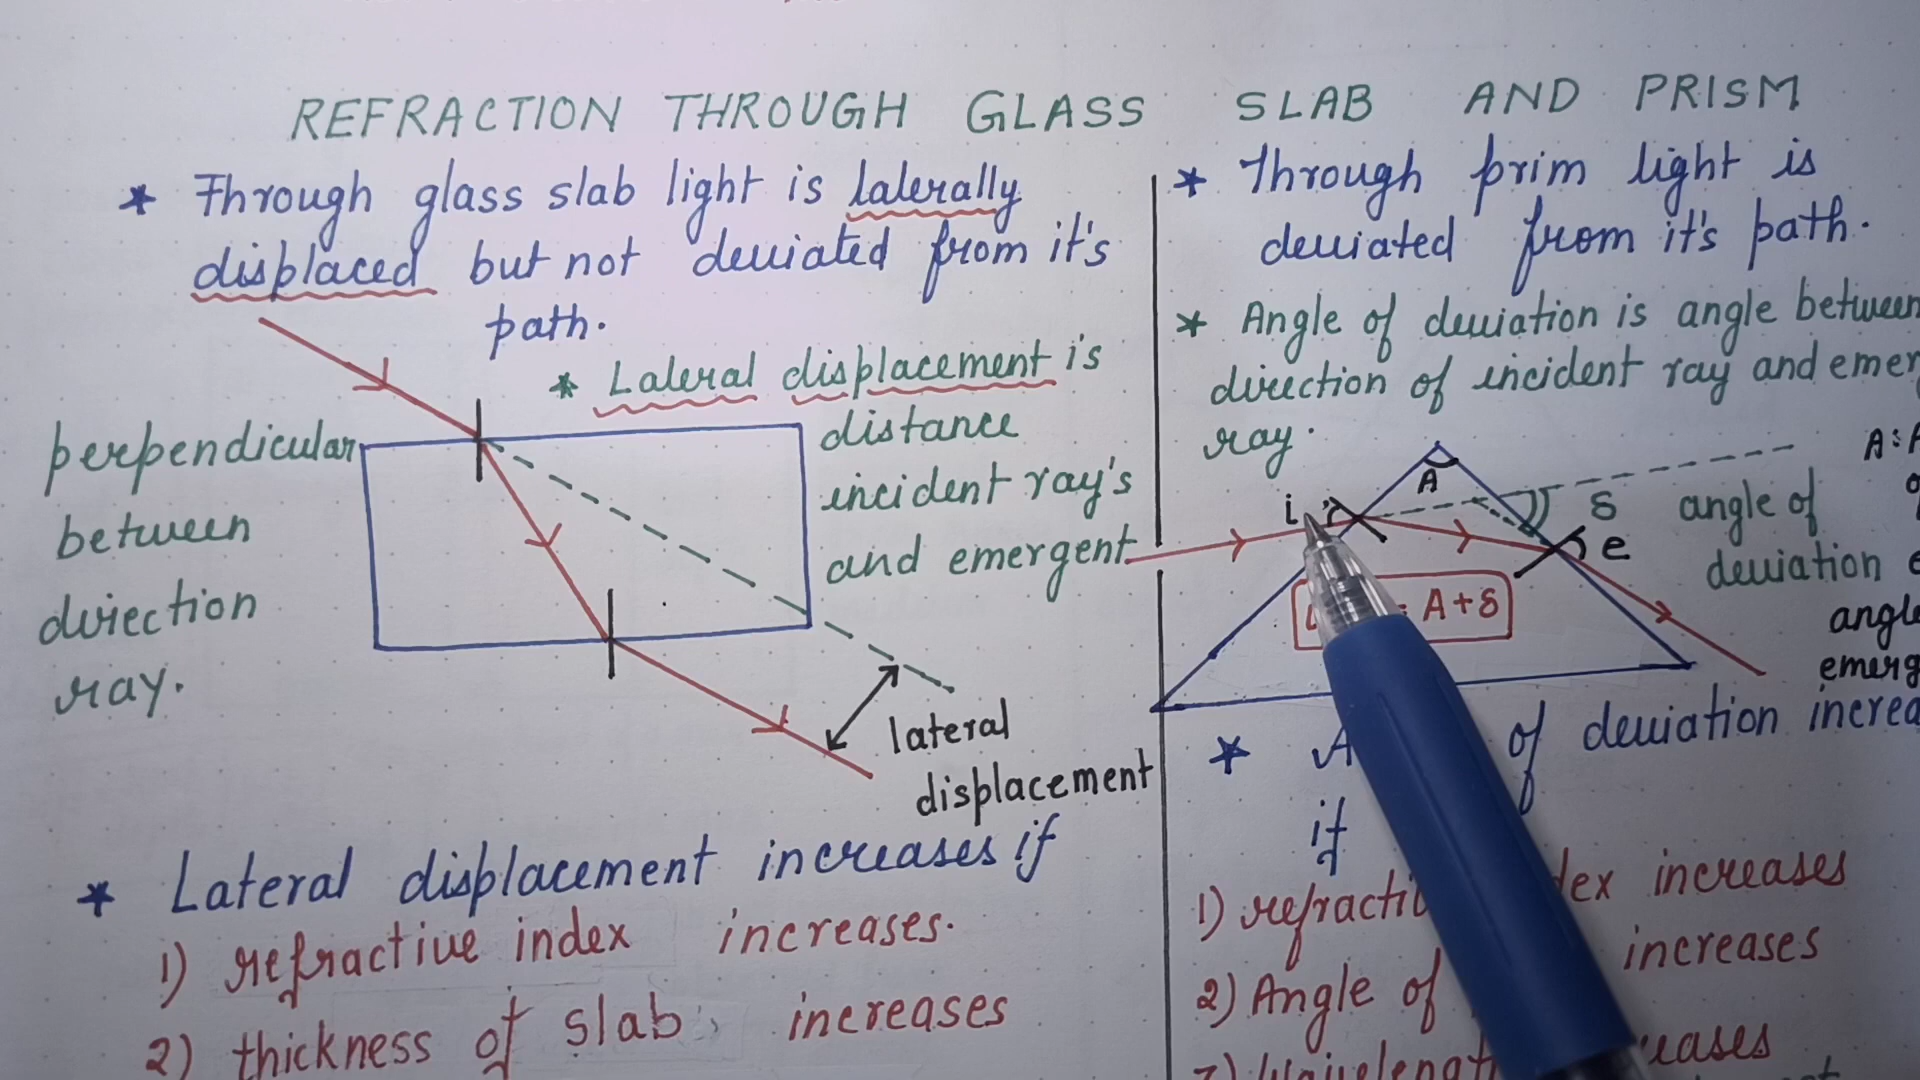 REFRACTION THROUGH GLASS SLAB AND PRISM
* Through glass slab light is laterally
displaced but not deviated from it's
path.
* Lateral displacement is
distance
perpendicular
between
direction
ray.
incident ray's
and emergent
lateral
displacement
* Lateral displacement increases if
1) refractive index increases.
2) thickness of slab increases
* Through prim light is
deviated from it's path.
* Angle of deviation is angle between
direction of incident ray and emer
ray.
A
i
δ
e
angle of
deviation
A+δ
A:
angle
emerg
* of deviation increa
if
1) refracti dex increases
2) Angle of increases